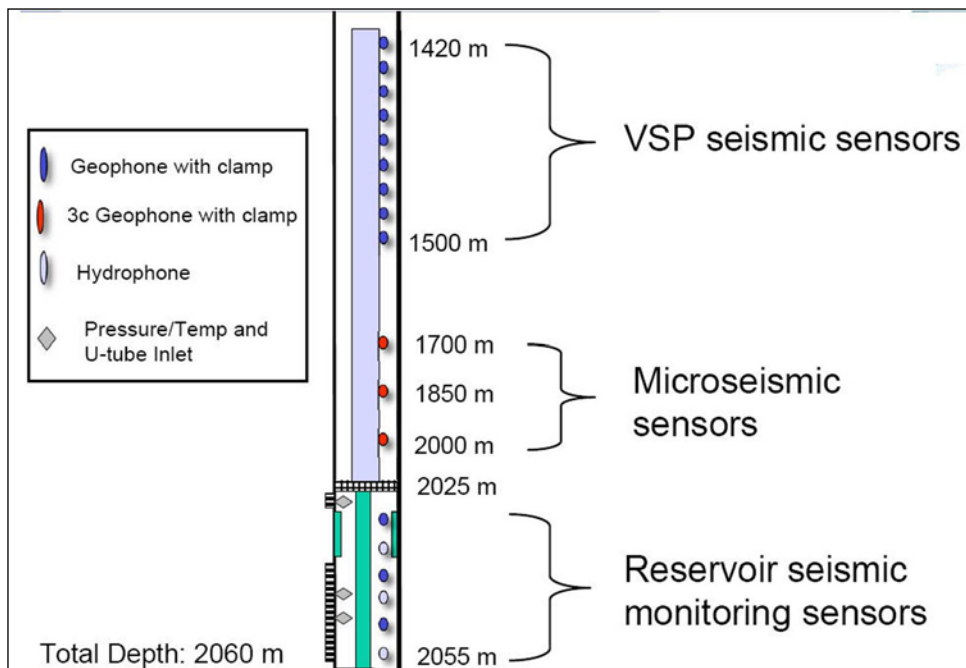 1420 m
VSP seismic sensors
Geophone with clamp
3c Geophone with clamp
1500 m
Hydrophone
Pressure/Temp and
U-tube Inlet
1700 m
Microseismic
sensors
1850 m
2000 m
2025 m
Reservoir seismic
monitoring sensors
Total Depth: 2060 m
2055 m